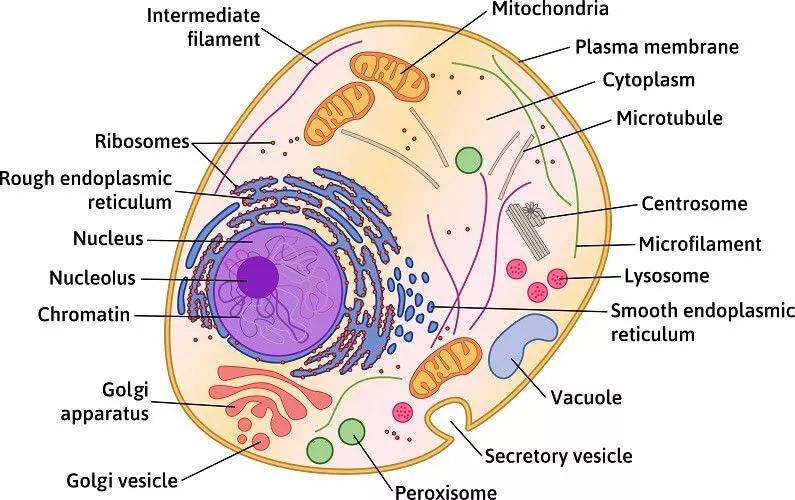 Intermediate
filament
Mitochondria
Plasma membrane
Cytoplasm
Microtubule
Ribosomes
Rough endoplasmic
reticulum
Nucleus
Nucleolus
Chromatin
Centrosome
Microfilament
Lysosome
Smooth endoplasmic
reticulum
Golgi
apparatus
Vacuole
Golgi vesicle
Secretory vesicle
Peroxisome